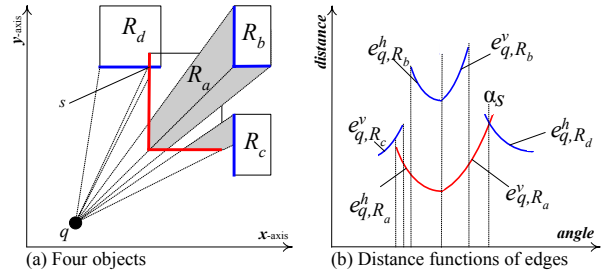 y-axis
R_d
R_b
R_a
s
R_c
q
x-axis
(a) Four objects
distance
e^h_{q,R_b}
e^v_{q,R_b}
α_s
e^v_{q,R_c}
e^h_{q,R_d}
e^h_{q,R_a}
e^v_{q,R_a}
angle
(b) Distance functions of edges